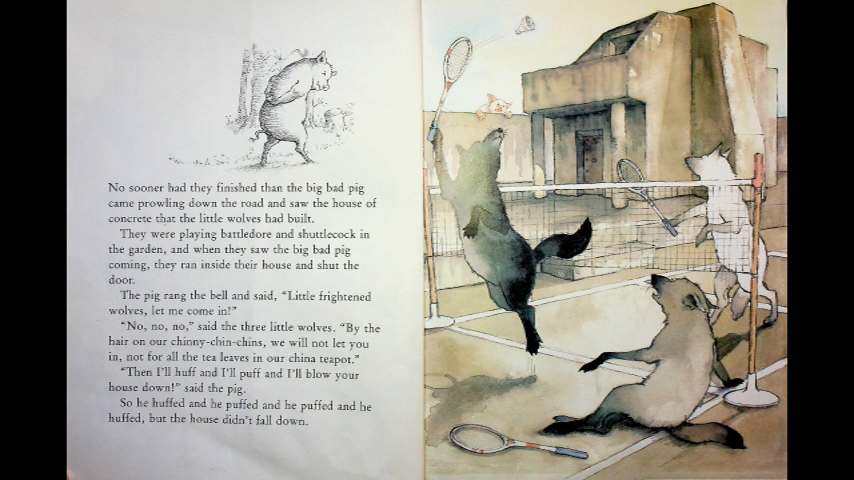 No sooner had they finished than the big bad pig
came prowling down the road and saw the house of
concrete that the little wolves had built.
They were playing battledore and shuttlecock in
the garden, and when they saw the big bad pig
coming, they ran inside their house and shut the
door.
The pig rang the bell and said, “Little frightened
wolves, let me come in!”
“No, no, no,” said the three little wolves. “By the
hair on our chinny-chin-chins, we will not let you
in, not for all the tea leaves in our china teapot.”
“Then I’ll huff and I’ll puff and I’ll blow your
house down!” said the pig.
So he huffed and he puffed and he puffed and he
huffed, but the house didn’t fall down.